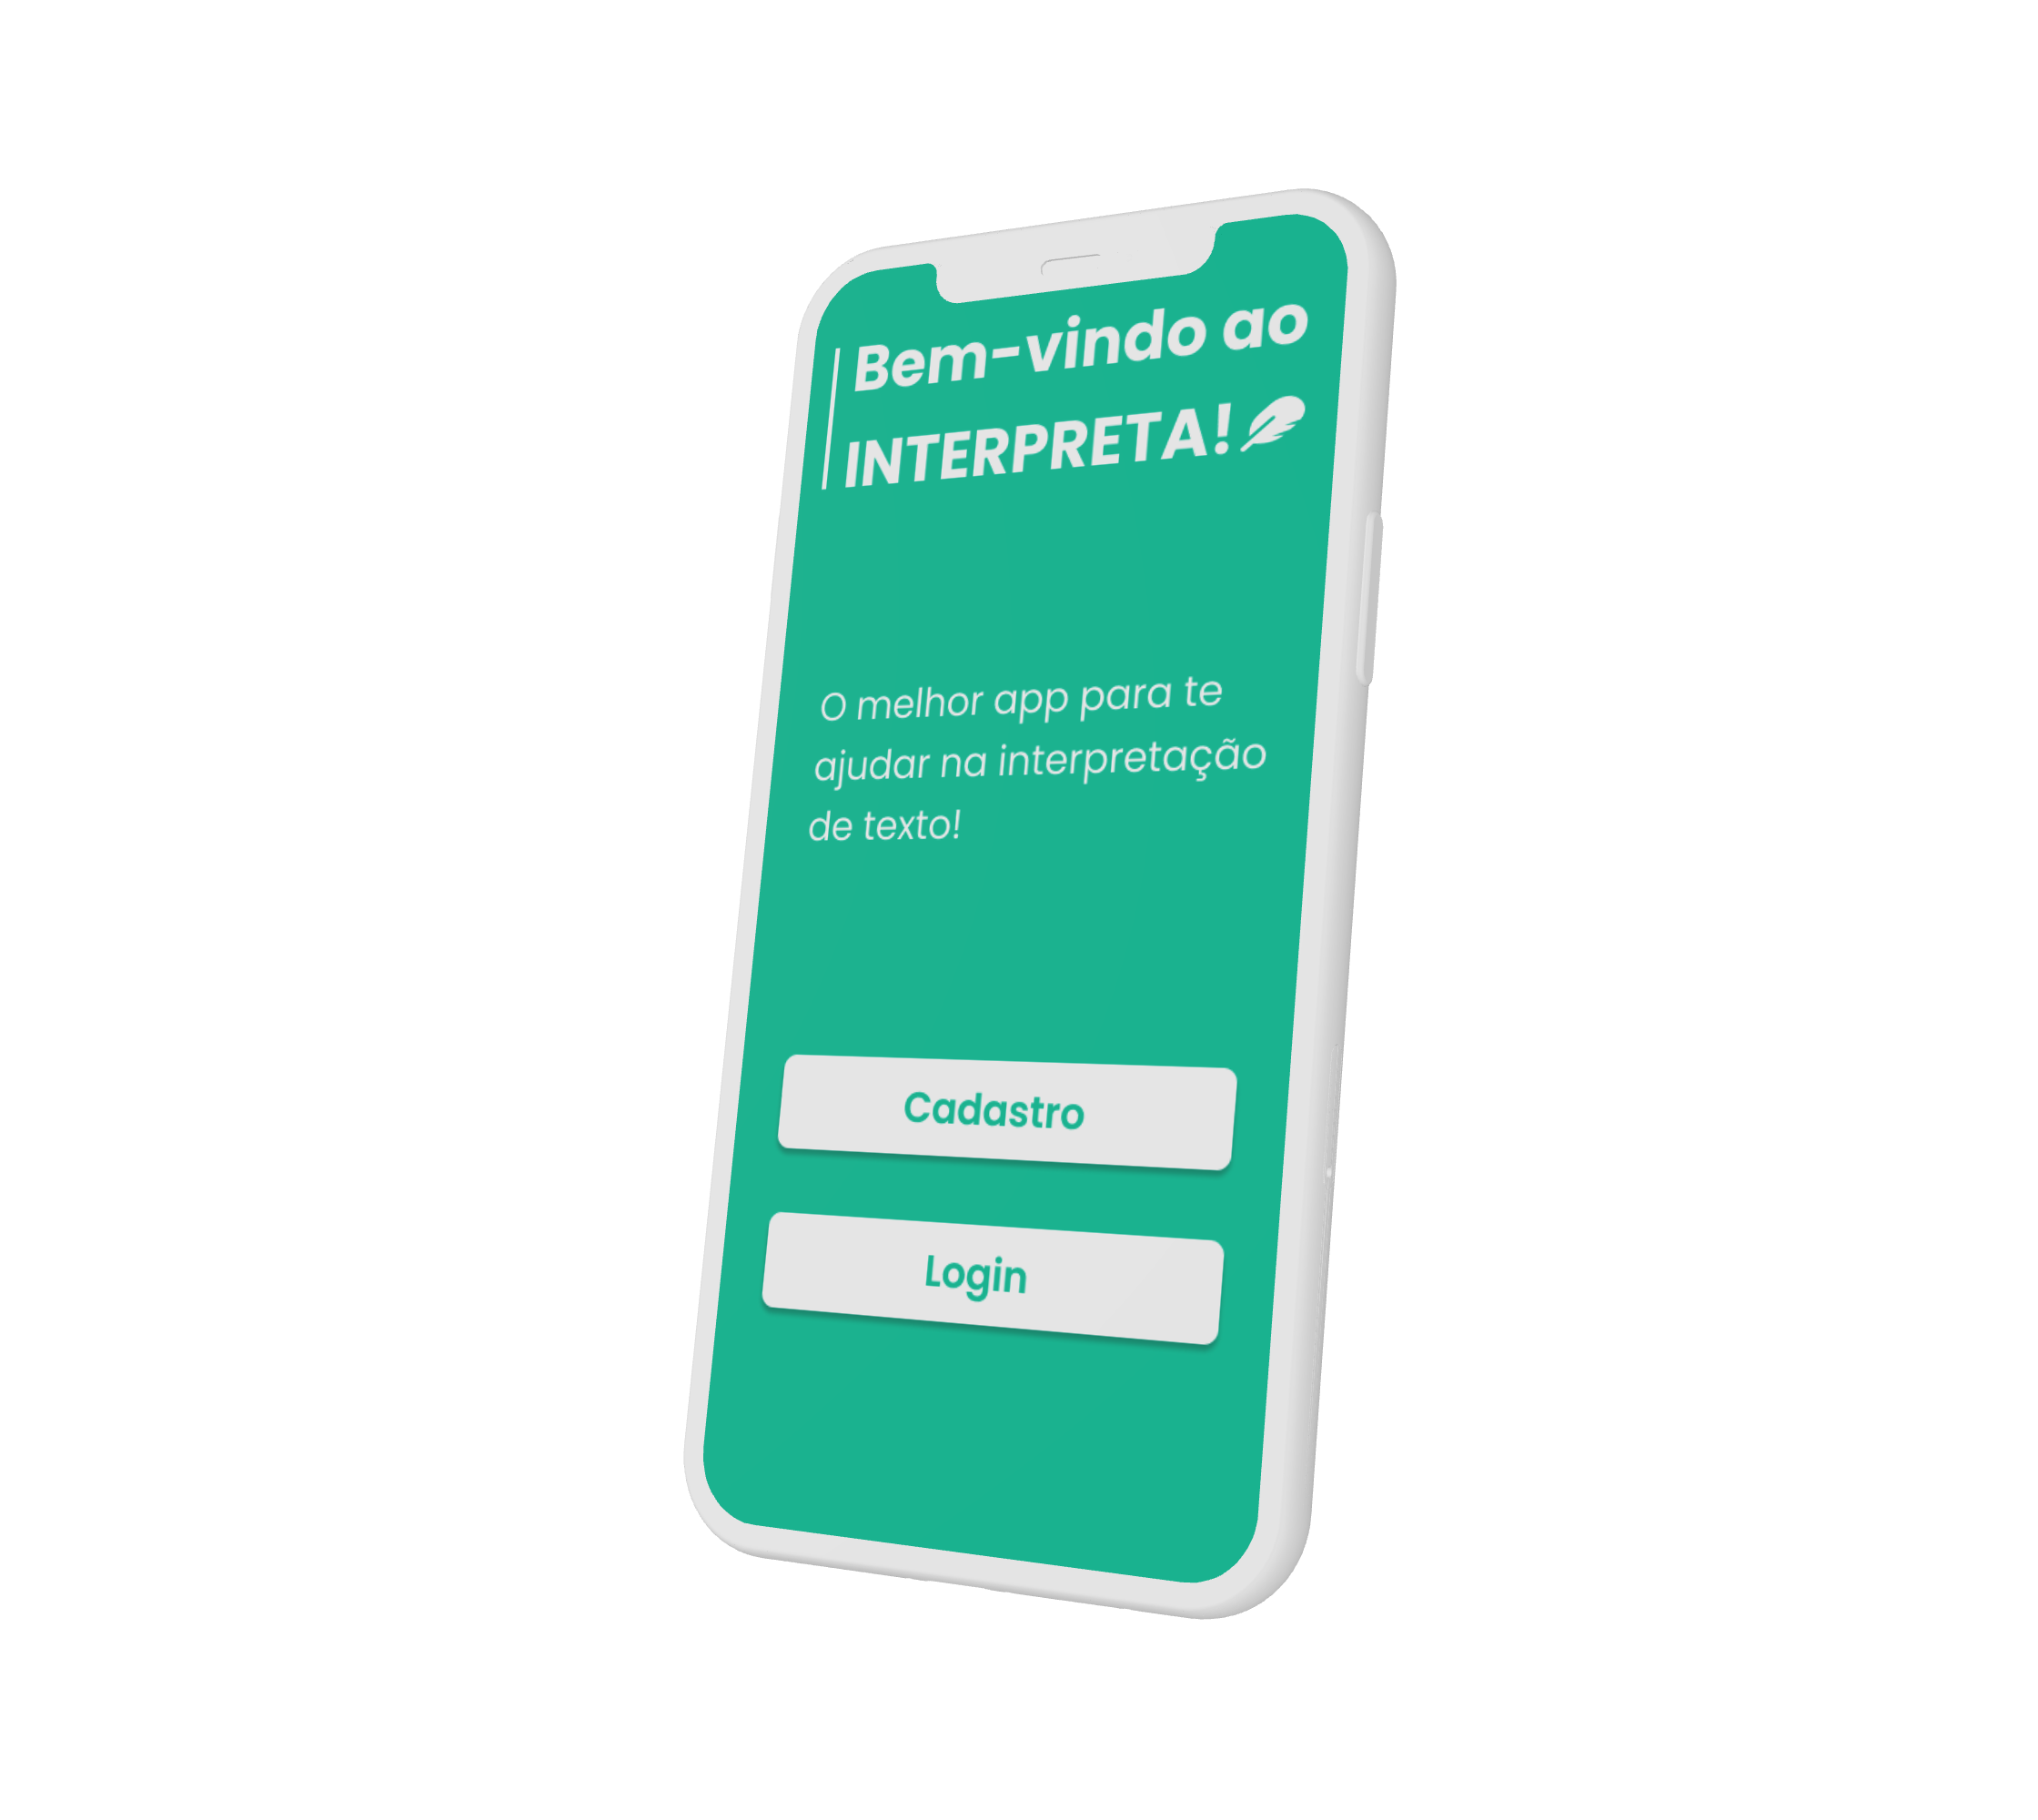 Bem-vindo ao
INTERPRETA!
O melhor app para te
ajudar na interpretação
de texto!
Cadastro
Login